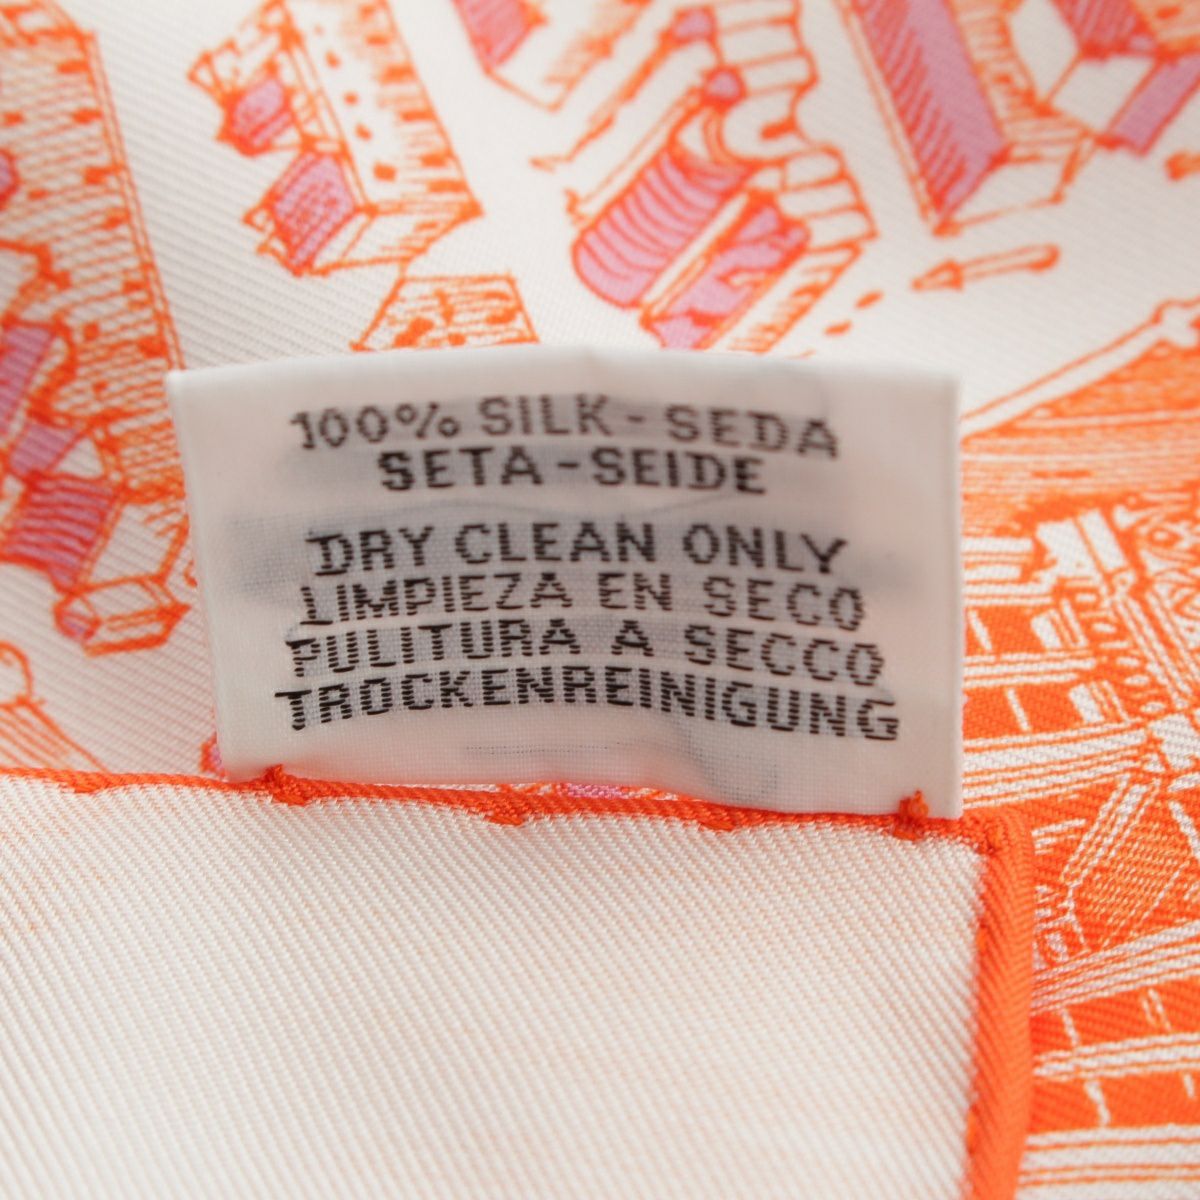 100% SILK - SEDA
SETA - SEIDE
DRY CLEAN ONLY
LIMPIEZA EN SECO
PULITURA A SECCO
TROCKENREINIGUNG